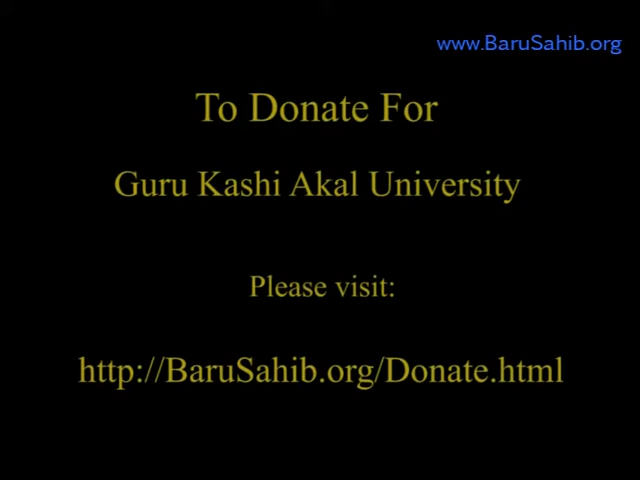 www.BaruSahib.org
To Donate For
Guru Kashi Akal University
Please visit:
http://BaruSahib.org/Donate.html